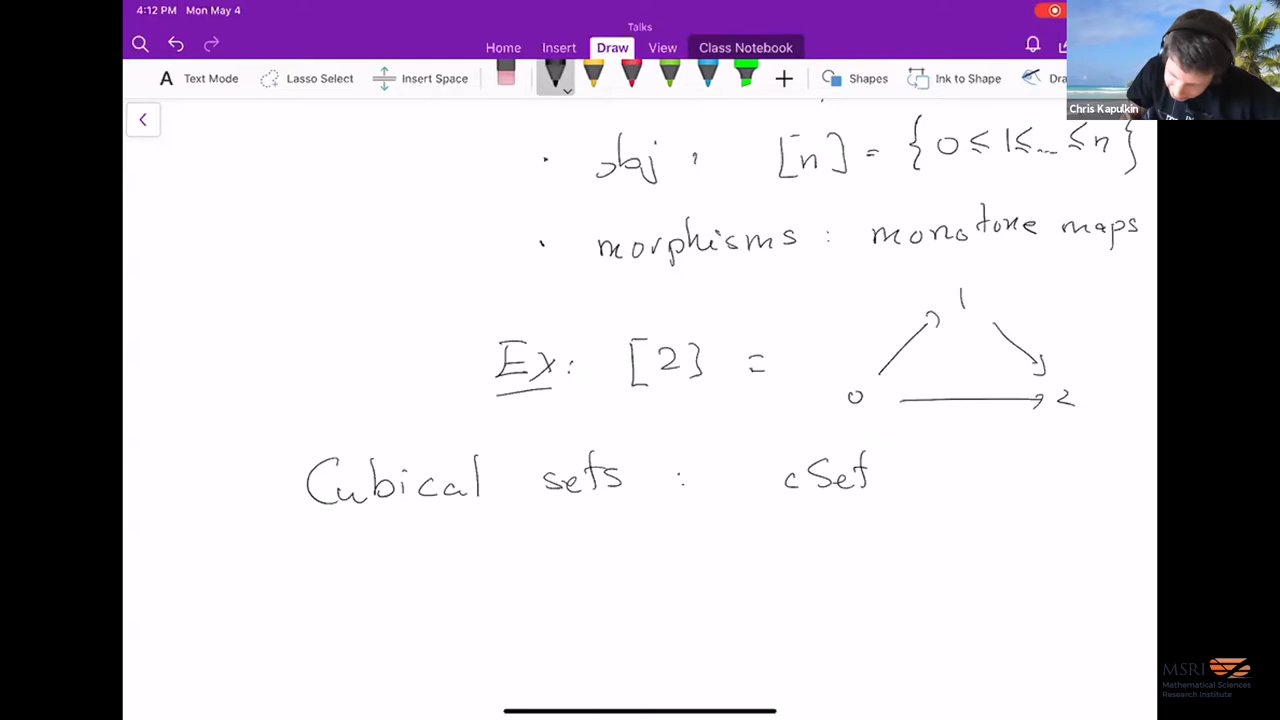 4:12 PM Mon May 4
Talks
Home Insert Draw View Class Notebook
Text Mode Lasso Select Insert Space Shapes Ink to Shape Dra
Chris Kapulkin
· obj : [n] = {0 ≤ 1 ≤ ... ≤ n}
· morphisms : monotone maps
1
Ex: [2] =
0 2
Cubical sets : cSet
MSRI
Mathematical Sciences
Research Institute